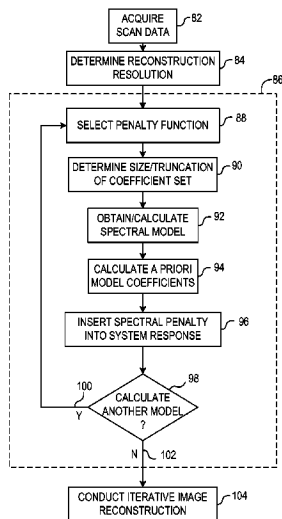 ACQUIRE
SCAN DATA
82
DETERMINE RECONSTRUCTION
RESOLUTION
84
86
SELECT PENALTY FUNCTION
88
DETERMINE SIZE/TRUNCATION
OF COEFFICIENT SET
90
OBTAIN/CALCULATE
SPECTRAL MODEL
92
CALCULATE A PRIORI
MODEL COEFFICIENTS
94
INSERT SPECTRAL PENALTY
INTO SYSTEM RESPONSE
96
98
100
Y
CALCULATE
ANOTHER MODEL
?
N
102
CONDUCT ITERATIVE IMAGE
RECONSTRUCTION
104